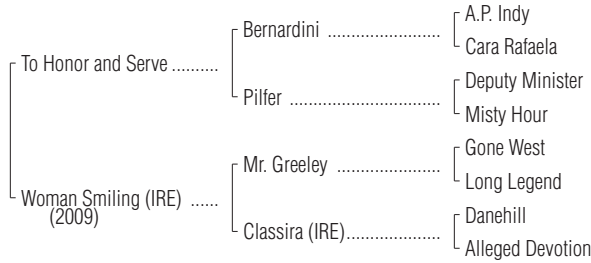 A.P. Indy
Bernardini ........................
Cara Rafaela
To Honor and Serve ..........
Deputy Minister
Pilfer ................................
Misty Hour
Gone West
Mr. Greeley ......................
Long Legend
Woman Smiling (IRE) ......
(2009)
Danehill
Classira (IRE)....................
Alleged Devotion